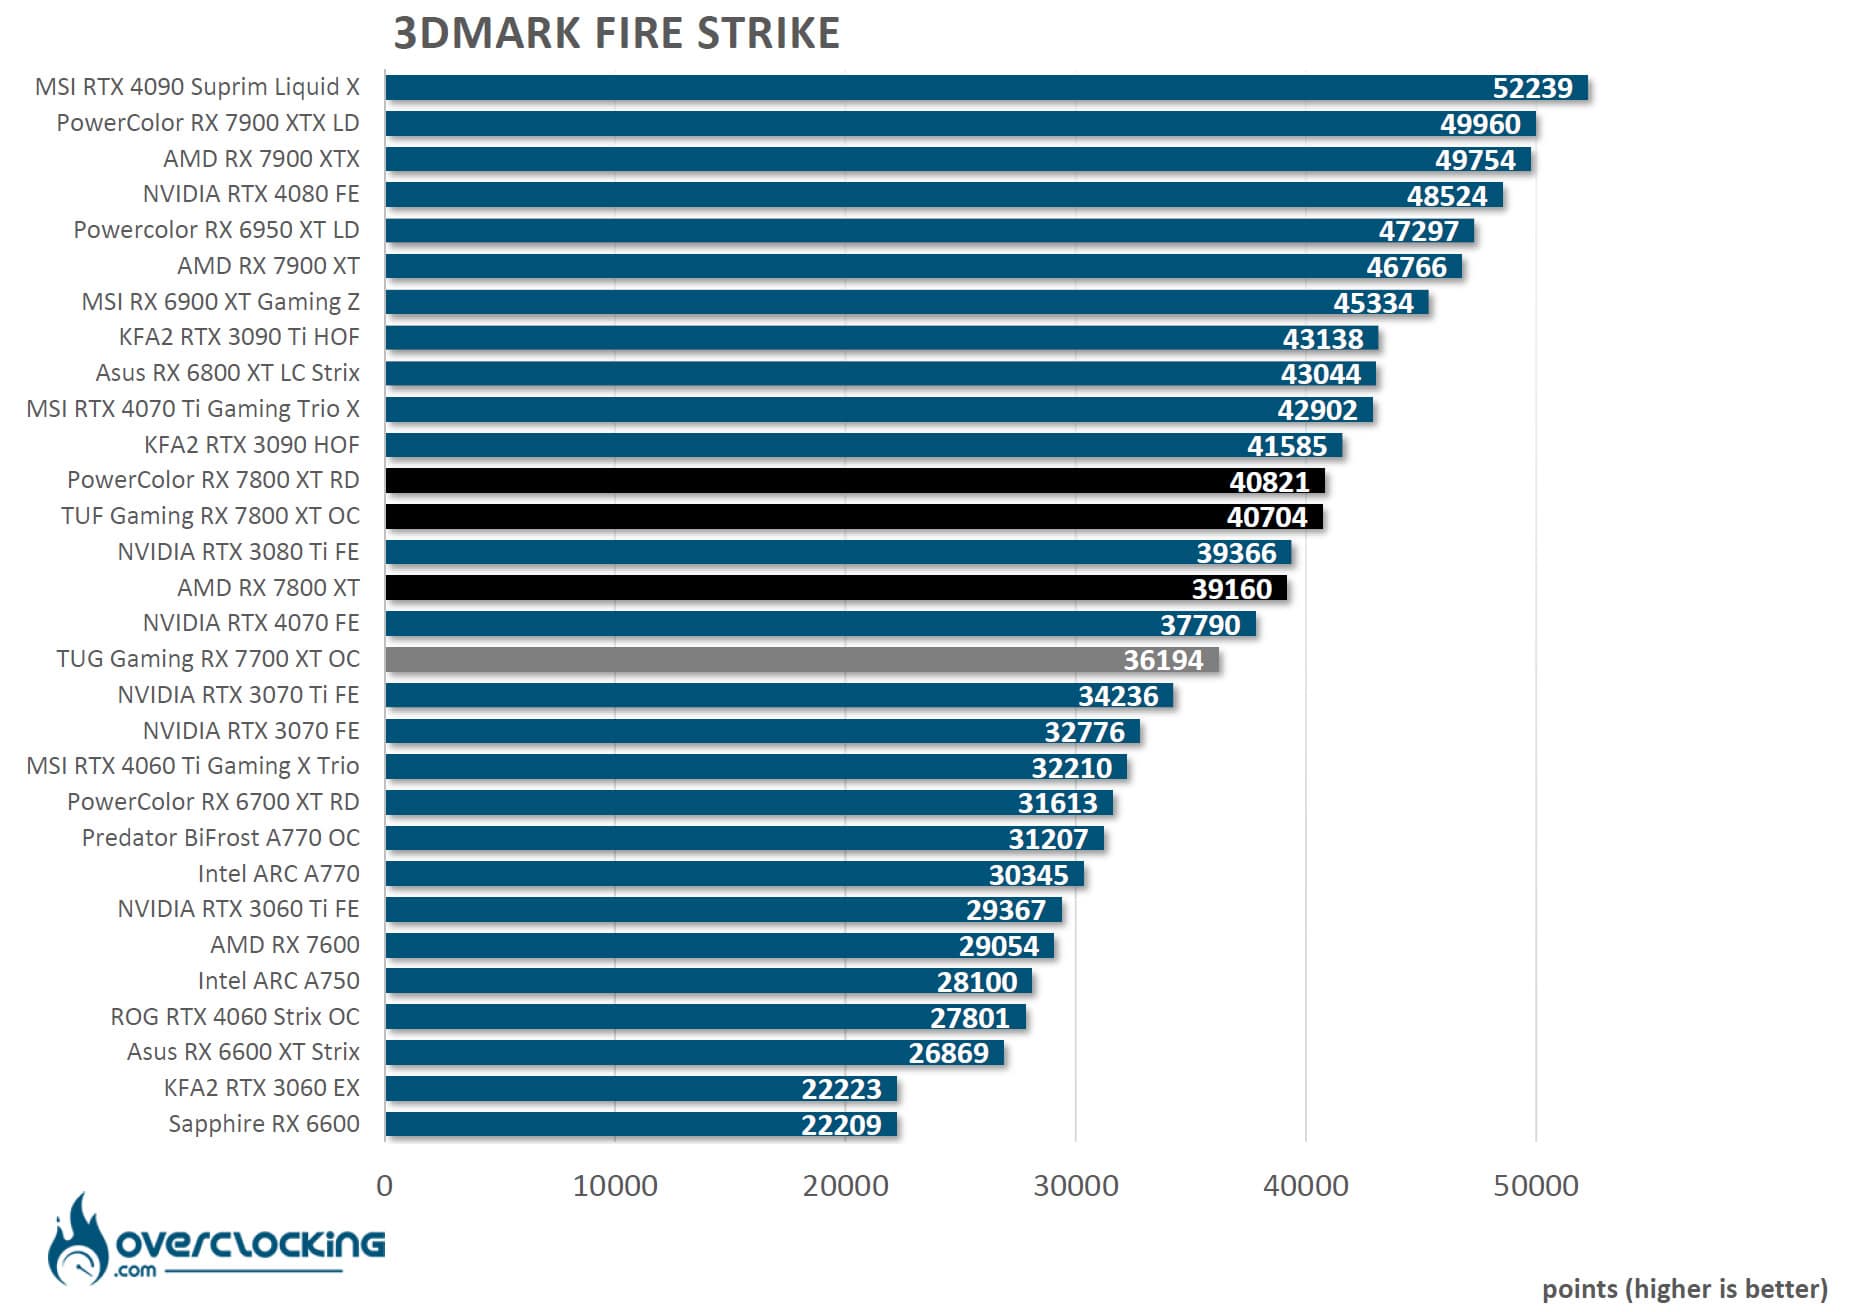 3DMARK FIRE STRIKE
MSI RTX 4090 Suprim Liquid X 52239
PowerColor RX 7900 XTX LD 49960
AMD RX 7900 XTX 49754
NVIDIA RTX 4080 FE 48524
Powercolor RX 6950 XT LD 47297
AMD RX 7900 XT 46766
MSI RX 6900 XT Gaming Z 45334
KFA2 RTX 3090 Ti HOF 43138
Asus RX 6800 XT LC Strix 43044
MSI RTX 4070 Ti Gaming Trio X 42902
KFA2 RTX 3090 HOF 41585
PowerColor RX 7800 XT RD 40821
TUF Gaming RX 7800 XT OC 40704
NVIDIA RTX 3080 Ti FE 39366
AMD RX 7800 XT 39160
NVIDIA RTX 4070 FE 37790
TUG Gaming RX 7700 XT OC 36194
NVIDIA RTX 3070 Ti FE 34236
NVIDIA RTX 3070 FE 32776
MSI RTX 4060 Ti Gaming X Trio 32210
PowerColor RX 6700 XT RD 31613
Predator BiFrost A770 OC 31207
Intel ARC A770 30345
NVIDIA RTX 3060 Ti FE 29367
AMD RX 7600 29054
Intel ARC A750 28100
ROG RTX 4060 Strix OC 27801
Asus RX 6600 XT Strix 26869
KFA2 RTX 3060 EX 22223
Sapphire RX 6600 22209
0 10000 20000 30000 40000 50000
OVERCLOCKING
.com
points (higher is better)